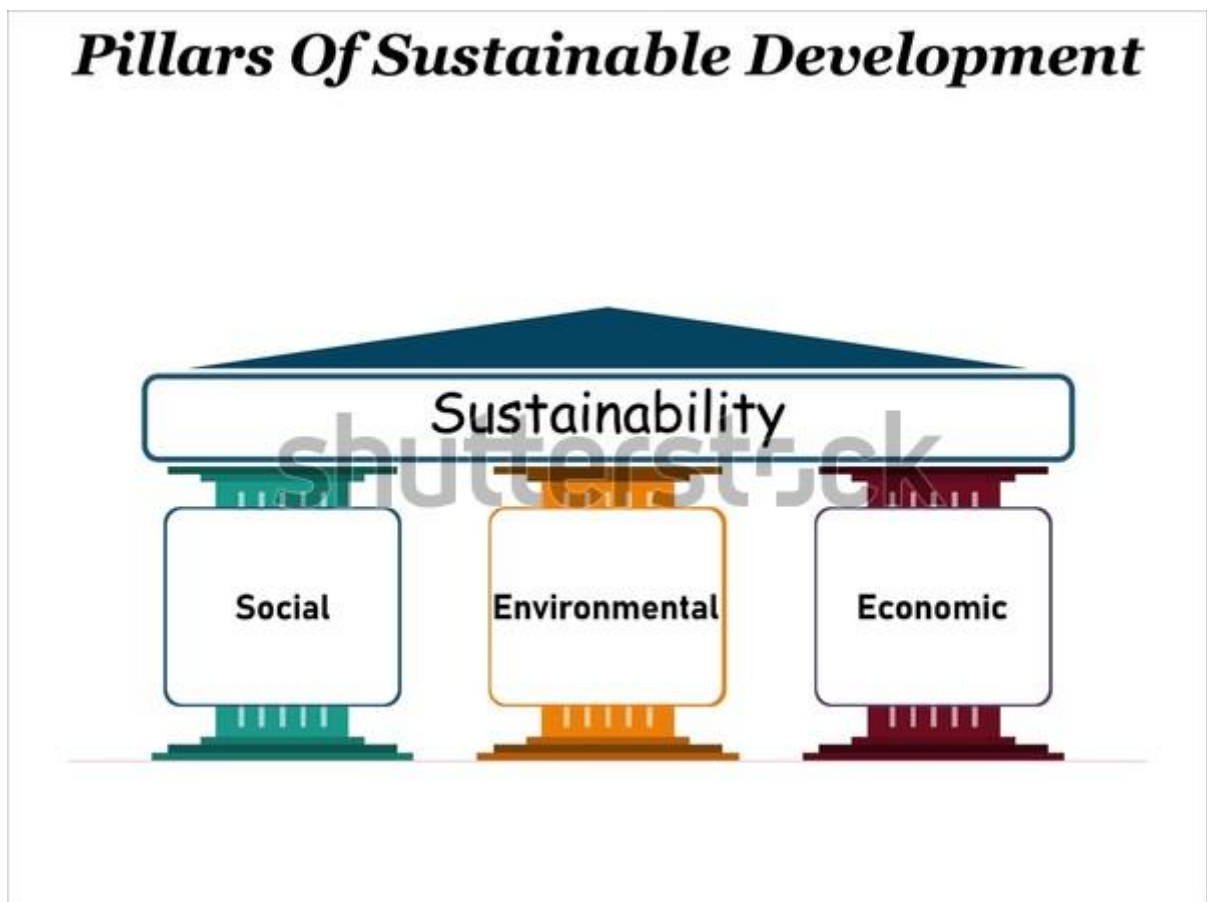 Pillars Of Sustainable Development
Sustainability
shutterstock
Social
Environmental
Economic